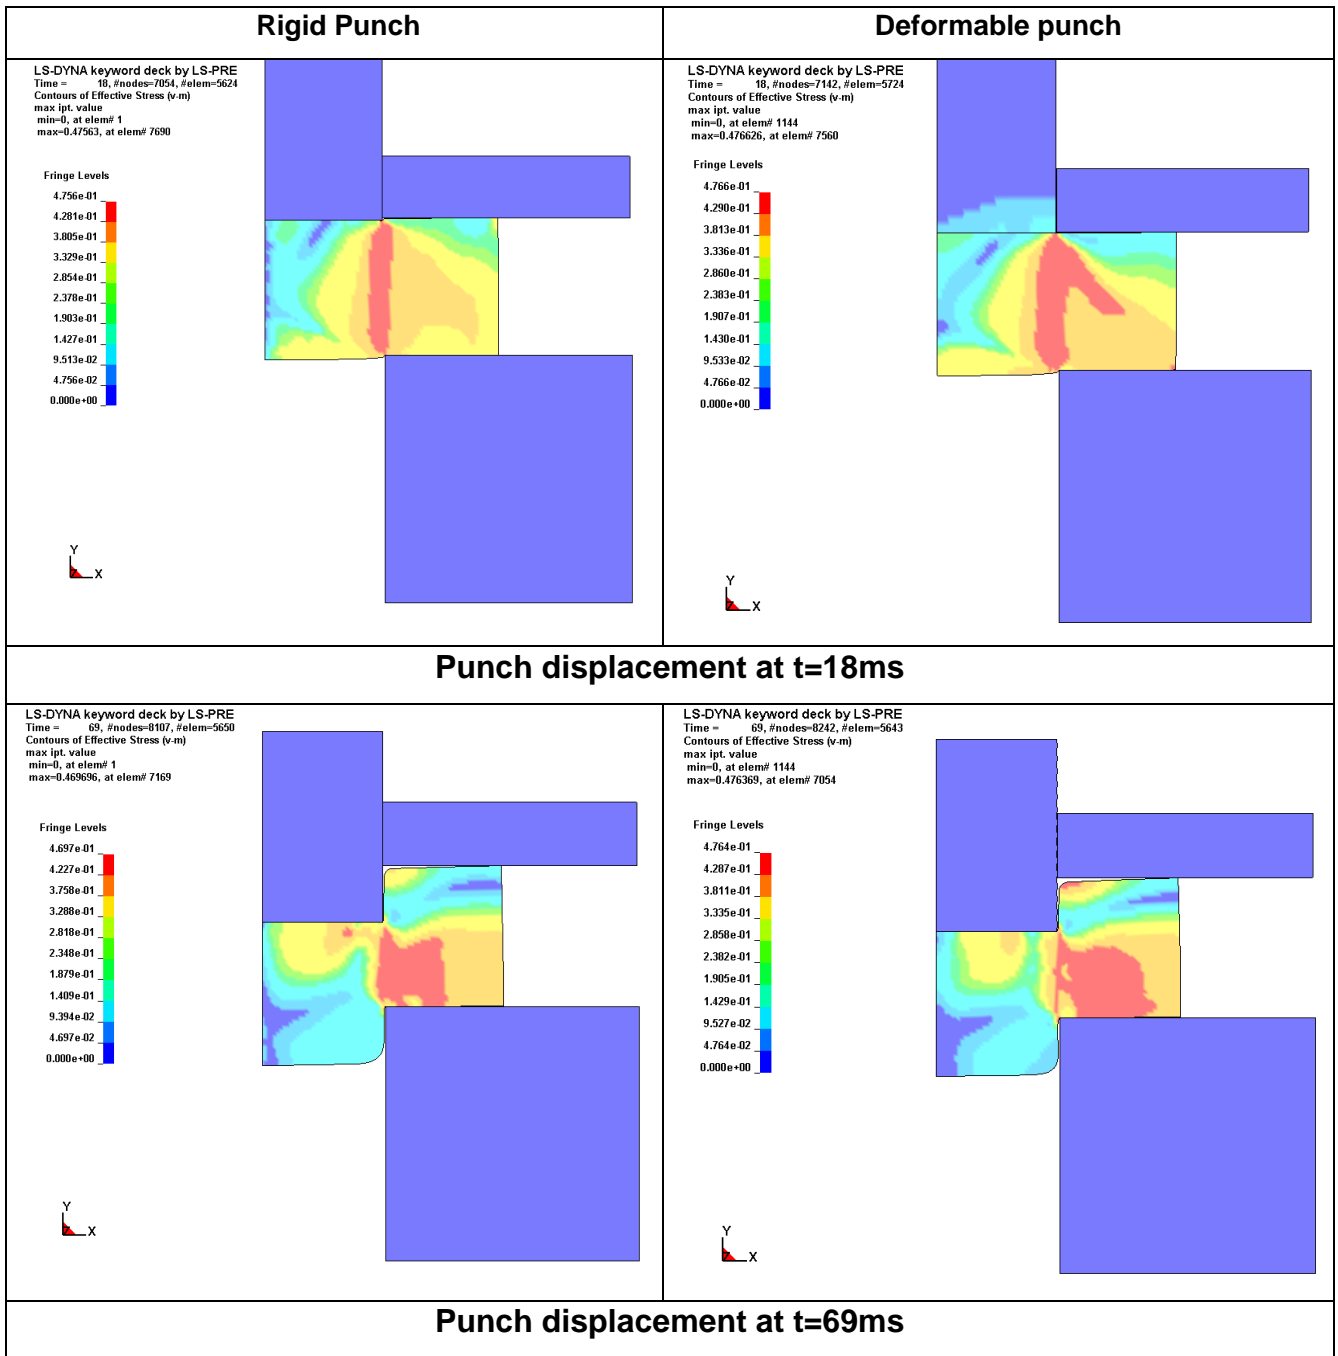 Rigid Punch
Deformable punch
LS-DYNA keyword deck by LS-PRE
Time = 18, #nodes=7054, #elem=5624
Contours of Effective Stress (v-m)
max ipt. value
min=0, at elem# 1
max=0.47563, at elem# 7690
Fringe Levels
4.756e-01
4.281e-01
3.805e-01
3.329e-01
2.854e-01
2.378e-01
1.903e-01
1.427e-01
9.513e-02
4.756e-02
0.000e+00
Y
Z X
LS-DYNA keyword deck by LS-PRE
Time = 18, #nodes=7142, #elem=5724
Contours of Effective Stress (v-m)
max ipt. value
min=0, at elem# 1144
max=0.476626, at elem# 7560
Fringe Levels
4.766e-01
4.290e-01
3.813e-01
3.336e-01
2.860e-01
2.383e-01
1.907e-01
1.430e-01
9.533e-02
4.766e-02
0.000e+00
Y
Z X
Punch displacement at t=18ms
LS-DYNA keyword deck by LS-PRE
Time = 69, #nodes=8107, #elem=5650
Contours of Effective Stress (v-m)
max ipt. value
min=0, at elem# 1
max=0.469696, at elem# 7169
Fringe Levels
4.697e-01
4.227e-01
3.758e-01
3.288e-01
2.818e-01
2.348e-01
1.879e-01
1.409e-01
9.394e-02
4.697e-02
0.000e+00
Y
Z X
LS-DYNA keyword deck by LS-PRE
Time = 69, #nodes=8242, #elem=5643
Contours of Effective Stress (v-m)
max ipt. value
min=0, at elem# 1144
max=0.476369, at elem# 7054
Fringe Levels
4.764e-01
4.287e-01
3.811e-01
3.335e-01
2.858e-01
2.382e-01
1.905e-01
1.429e-01
9.527e-02
4.764e-02
0.000e+00
Y
Z X
Punch displacement at t=69ms